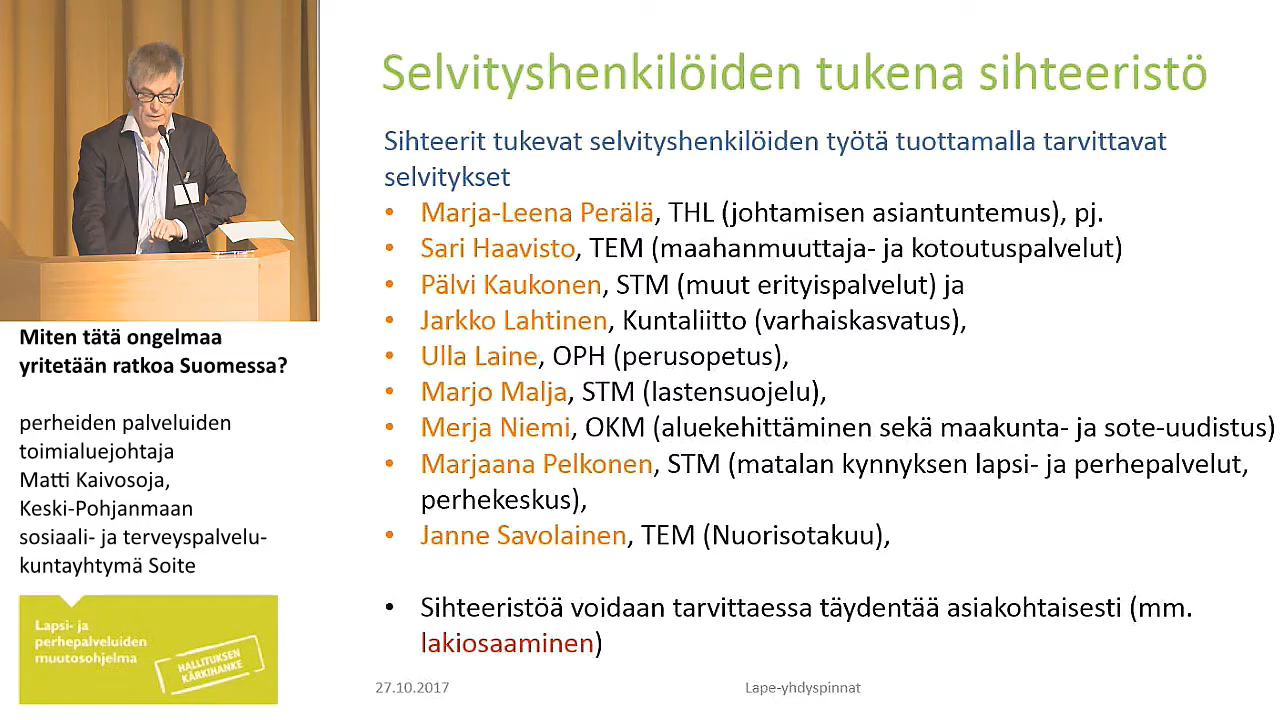 Selvityshenkilöiden tukena sihteeristö
Sihteerit tukevat selvityshenkilöiden työtä tuottamalla tarvittavat
selvitykset
• Marja-Leena Perälä, THL (johtamisen asiantuntemus), pj.
• Sari Haavisto, TEM (maahanmuuttaja- ja kotoutuspalvelut)
• Pälvi Kaukonen, STM (muut erityispalvelut) ja
• Jarkko Lahtinen, Kuntaliitto (varhaiskasvatus),
• Ulla Laine, OPH (perusopetus),
• Marjo Malja, STM (lastensuojelu),
• Merja Niemi, OKM (aluekehittäminen sekä maakunta- ja sote-uudistus)
• Marjaana Pelkonen, STM (matalan kynnyksen lapsi- ja perhepalvelut,
perhekeskus),
• Janne Savolainen, TEM (Nuorisotakuu),
• Sihteeristöä voidaan tarvittaessa täydentää asiakohtaisesti (mm.
lakiosaaminen)
27.10.2017
Lape-yhdyspinnat
Miten tätä ongelmaa
yritetään ratkoa Suomessa?
perheiden palveluiden
toimialuejohtaja
Matti Kaivosoja,
Keski-Pohjanmaan
sosiaali- ja terveyspalvelu-
kuntayhtymä Soite
Lapsi- ja
perhepalveluiden
muutosohjelma
HALLITUKSEN
KÄRKIHANKE